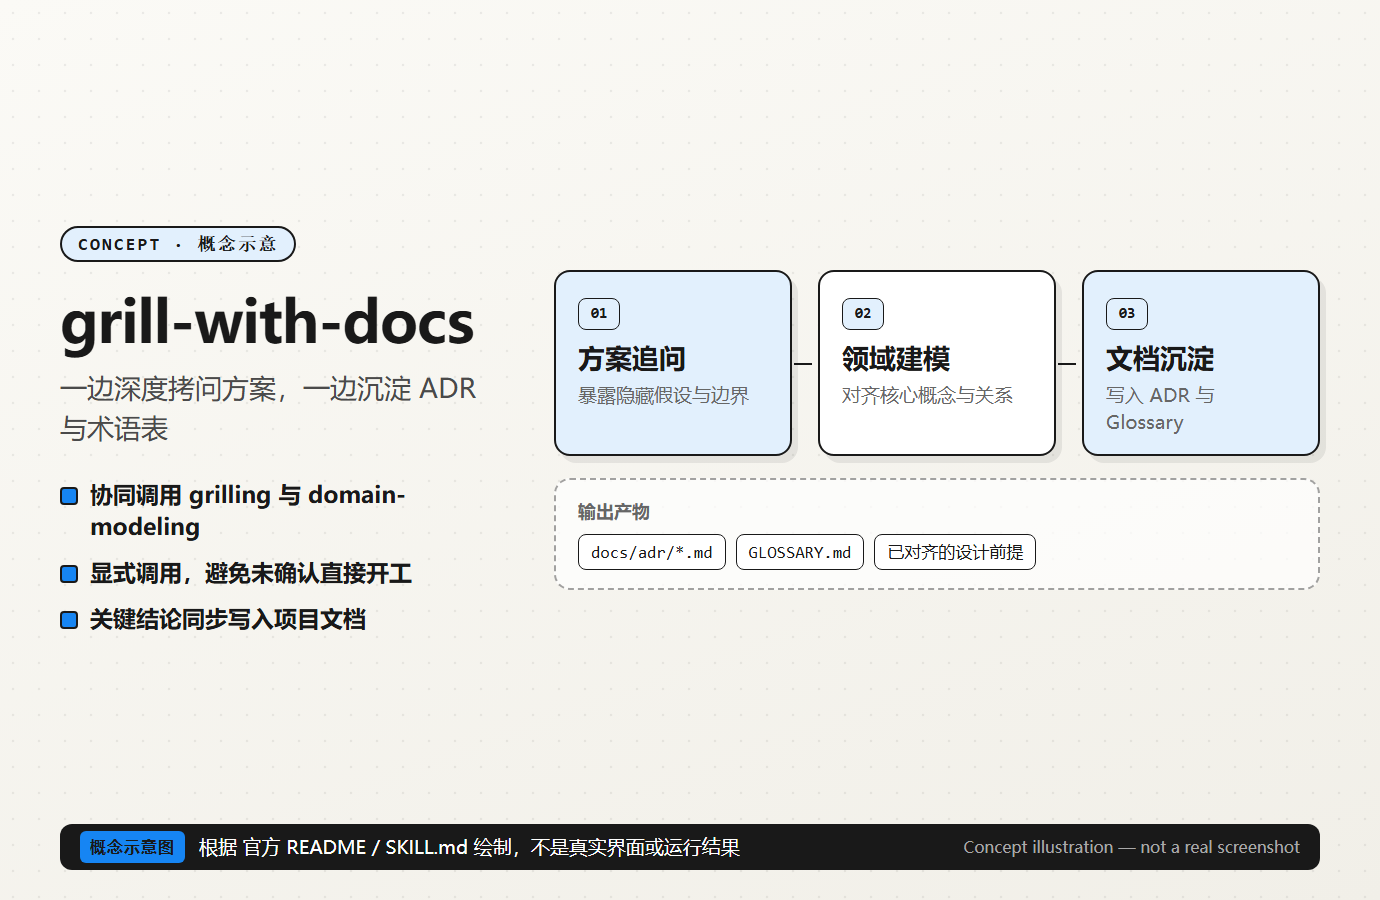 CONCEPT · 概念示意
grill-with-docs
一边深度拷问方案，一边沉淀 ADR
与术语表
协同调用 grilling 与 domain-
modeling
显式调用，避免未确认直接开工
关键结论同步写入项目文档
01
方案追问
暴露隐藏假设与边界
02
领域建模
对齐核心概念与关系
03
文档沉淀
写入 ADR 与
Glossary
输出产物
docs/adr/*.md
GLOSSARY.md
已对齐的设计前提
概念示意图
根据 官方 README / SKILL.md 绘制，不是真实界面或运行结果
Concept illustration — not a real screenshot